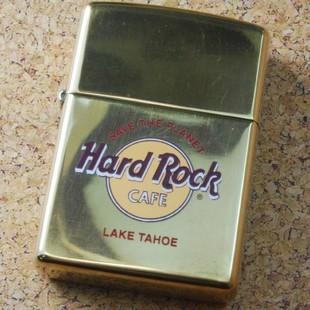 SAVE THE PLANET
Hard Rock
CAFE ®
LAKE TAHOE